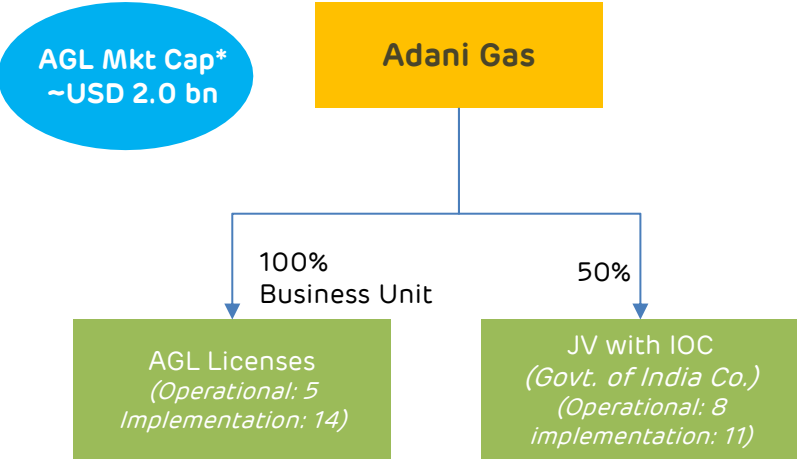 AGL Mkt Cap*
~USD 2.0 bn
Adani Gas
100%
Business Unit
50%
AGL Licenses
(Operational: 5
Implementation: 14)
JV with IOC
(Govt. of India Co.)
(Operational: 8
implementation: 11)